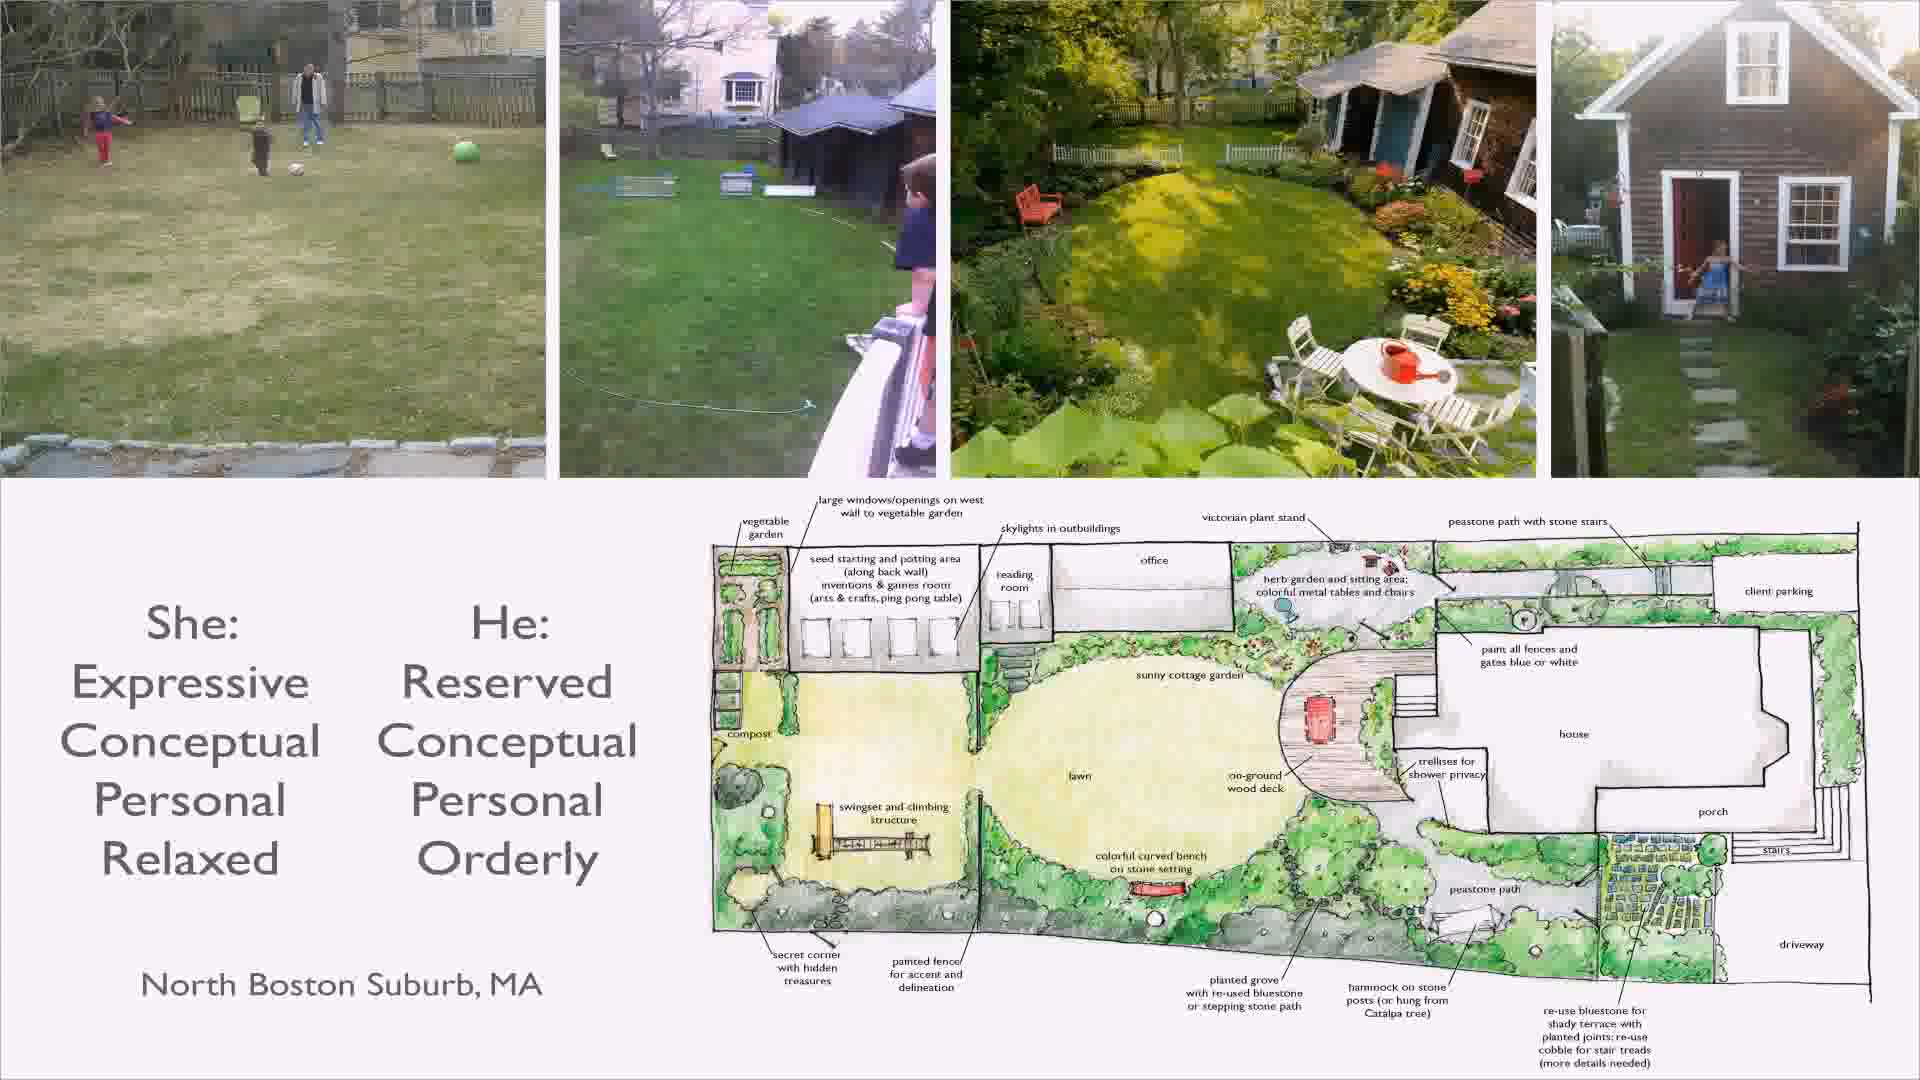 She:
Expressive
Conceptual
Personal
Relaxed
He:
Reserved
Conceptual
Personal
Orderly
North Boston Suburb, MA
vegetable
garden
large windows/openings on west
wall to vegetable garden
skylights in outbuildings
victorian plant stand
peastone path with stone stairs
seed starting and potting area
(along back wall)
inventions & games room
(arts & crafts, ping pong table)
reading
room
office
herb garden and sitting area;
colorful metal tables and chairs
client parking
paint all fences and
gates blue or white
sunny cottage garden
compost
lawn
on-ground
wood deck
trellises for
shower privacy
house
swingset and climbing
structure
porch
colorful curved bench
on stone setting
stairs
peastone path
driveway
secret corner
with hidden
treasures
painted fence
for accent and
delineation
planted grove
with re-used bluestone
or stepping stone path
hammock on stone
posts (or hung from
Catalpa tree)
re-use bluestone for
shady terrace with
planted joints; re-use
cobble for stair treads
(more details needed)
12